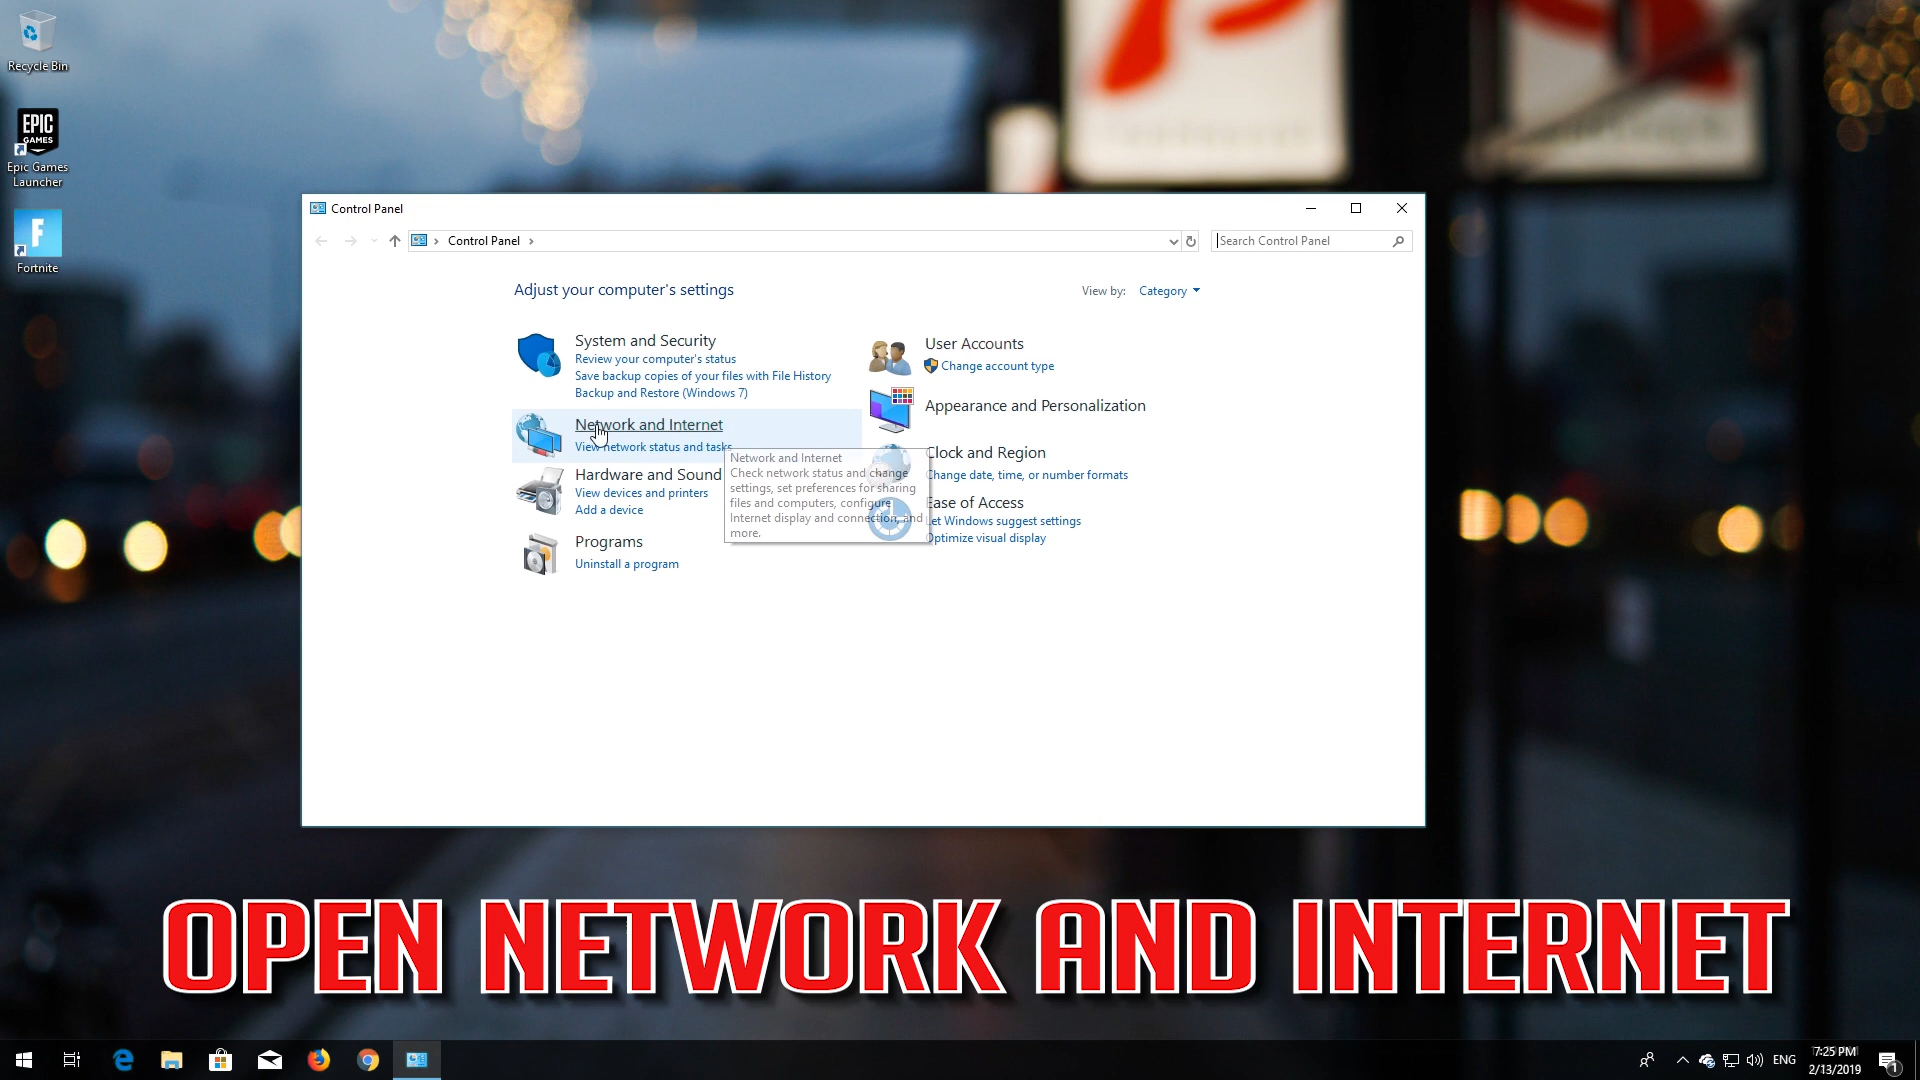 Recycle Bin
EPIC
GAMES
Epic Games
Launcher
F
Fortnite
Control Panel
Control Panel
Search Control Panel
Adjust your computer's settings
View by: Category
System and Security
Review your computer's status
Save backup copies of your files with File History
Backup and Restore (Windows 7)
Network and Internet
View network status and tasks
Hardware and Sound
View devices and printers
Add a device
Programs
Uninstall a program
User Accounts
Change account type
Appearance and Personalization
Clock and Region
Change date, time, or number formats
Ease of Access
Let Windows suggest settings
Optimize visual display
Network and Internet
Check network status and change
settings, set preferences for sharing
files and computers, configure
Internet display and connection, and
more.
OPEN NETWORK AND INTERNET
ENG
7:25 PM
2/13/2019
1